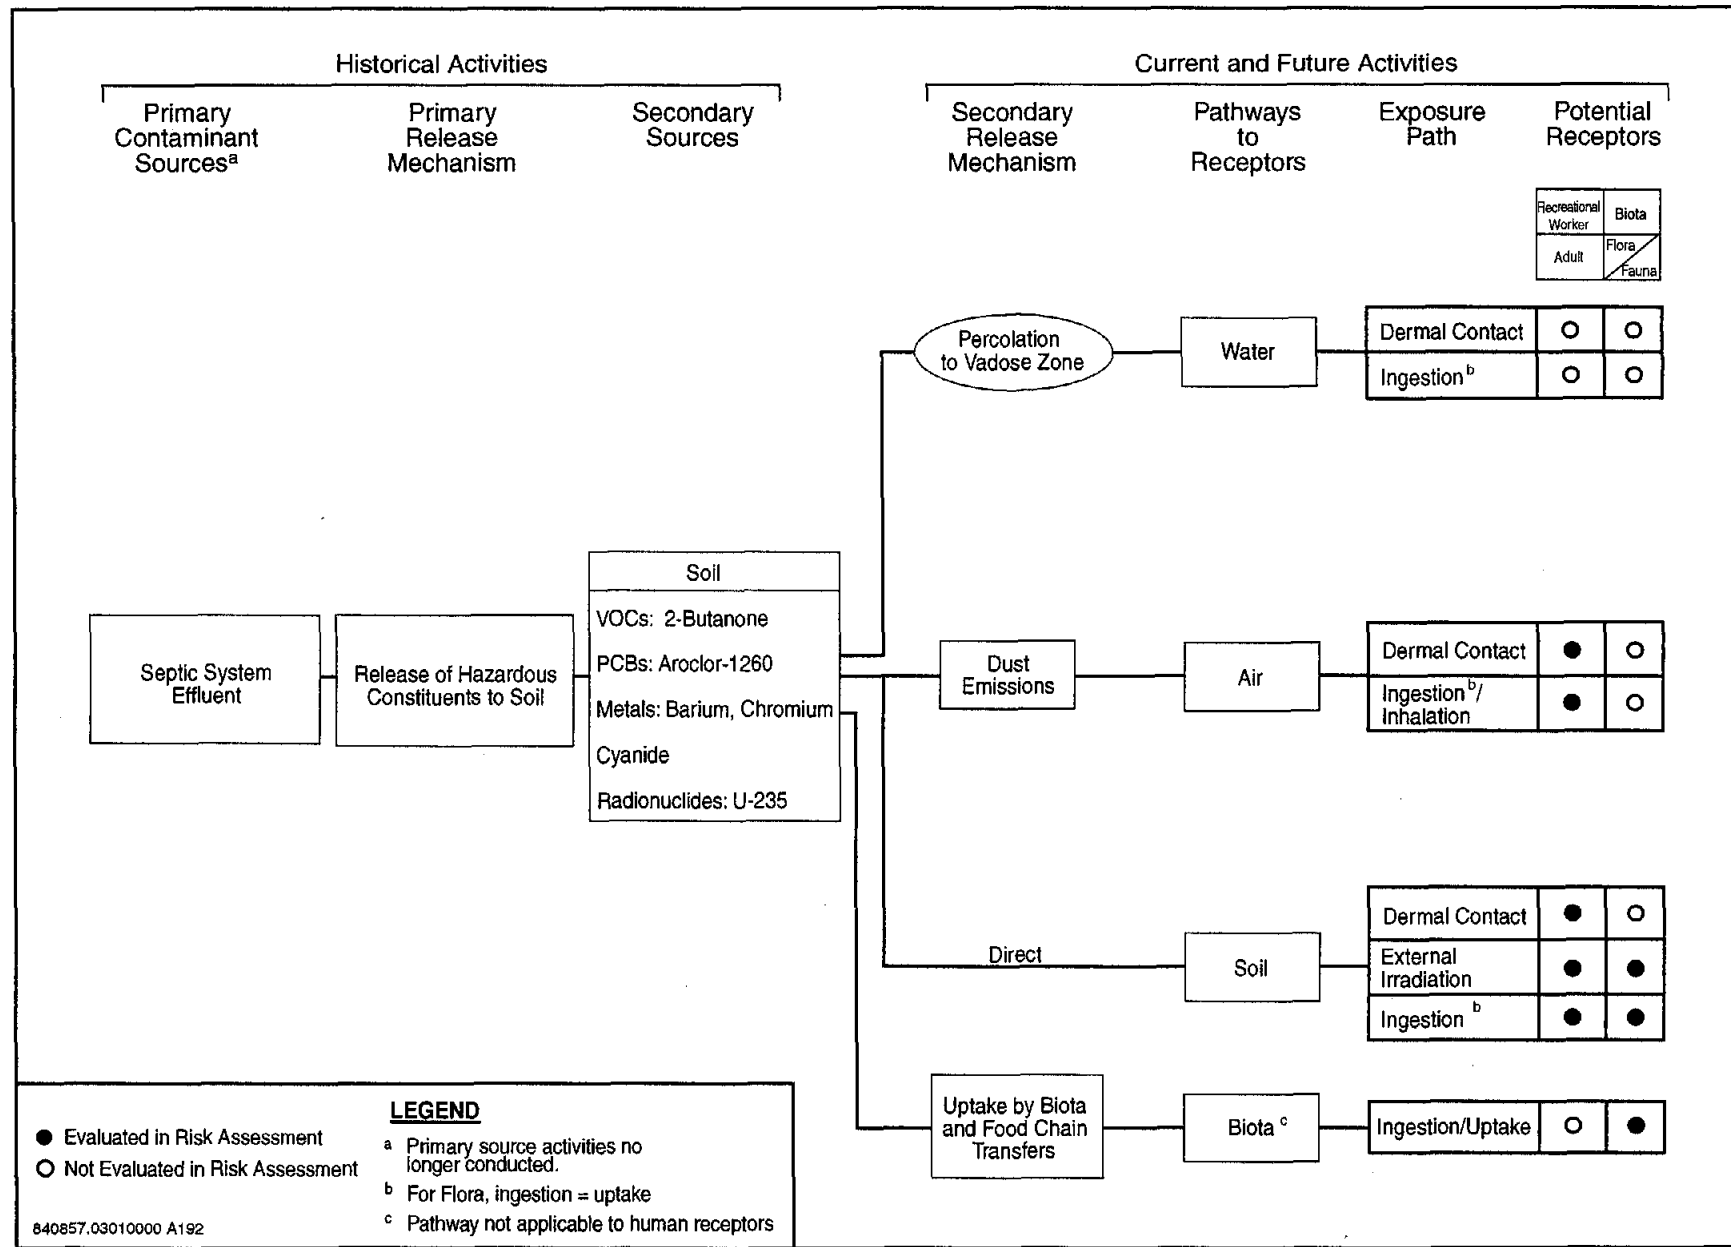 Historical Activities
Current and Future Activities
Primary
Contaminant
Sourcesᵃ
Primary
Release
Mechanism
Secondary
Sources
Secondary
Release
Mechanism
Pathways
to
Receptors
Exposure
Path
Potential
Receptors
Recreational
Worker
Biota
Adult
Flora
Fauna
Percolation
to Vadose Zone
Water
Dermal Contact
Ingestionᵇ
Soil
VOCs: 2-Butanone
PCBs: Aroclor-1260
Metals: Barium, Chromium
Cyanide
Radionuclides: U-235
Septic System
Effluent
Release of Hazardous
Constituents to Soil
Dust
Emissions
Air
Dermal Contact
Ingestionᵇ/
Inhalation
Direct
Soil
Dermal Contact
External
Irradiation
Ingestion ᵇ
Uptake by Biota
and Food Chain
Transfers
Biota ᶜ
Ingestion/Uptake
LEGEND
● Evaluated in Risk Assessment
O Not Evaluated in Risk Assessment
ᵃ Primary source activities no
longer conducted.
ᵇ For Flora, ingestion = uptake
ᶜ Pathway not applicable to human receptors
840857.03010000 A192